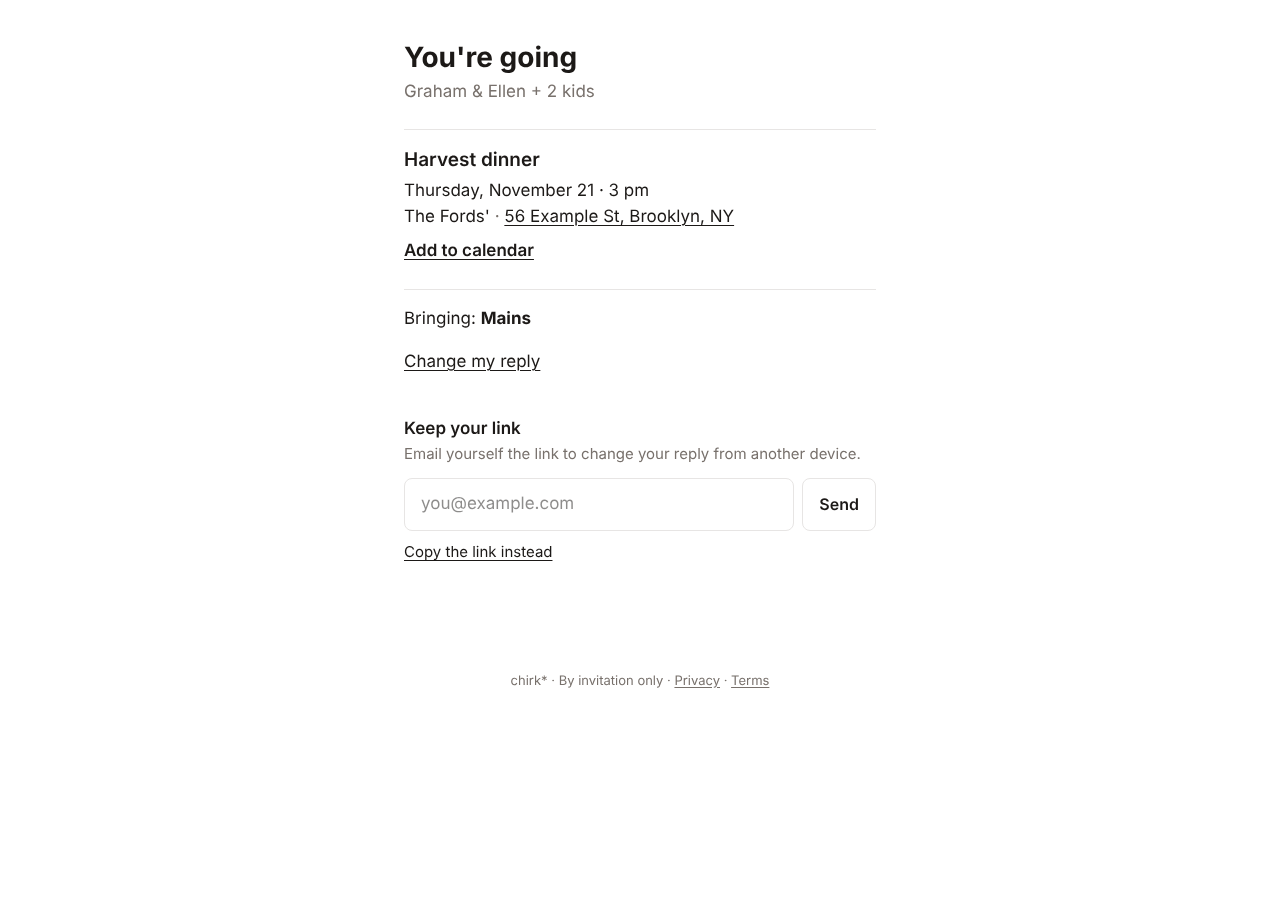 You're going
Graham & Ellen + 2 kids
Harvest dinner
Thursday, November 21 · 3 pm
The Fords' · 56 Example St, Brooklyn, NY
Add to calendar
Bringing: Mains
Change my reply
Keep your link
Email yourself the link to change your reply from another device.
you@example.com
Send
Copy the link instead
chirk* · By invitation only · Privacy · Terms